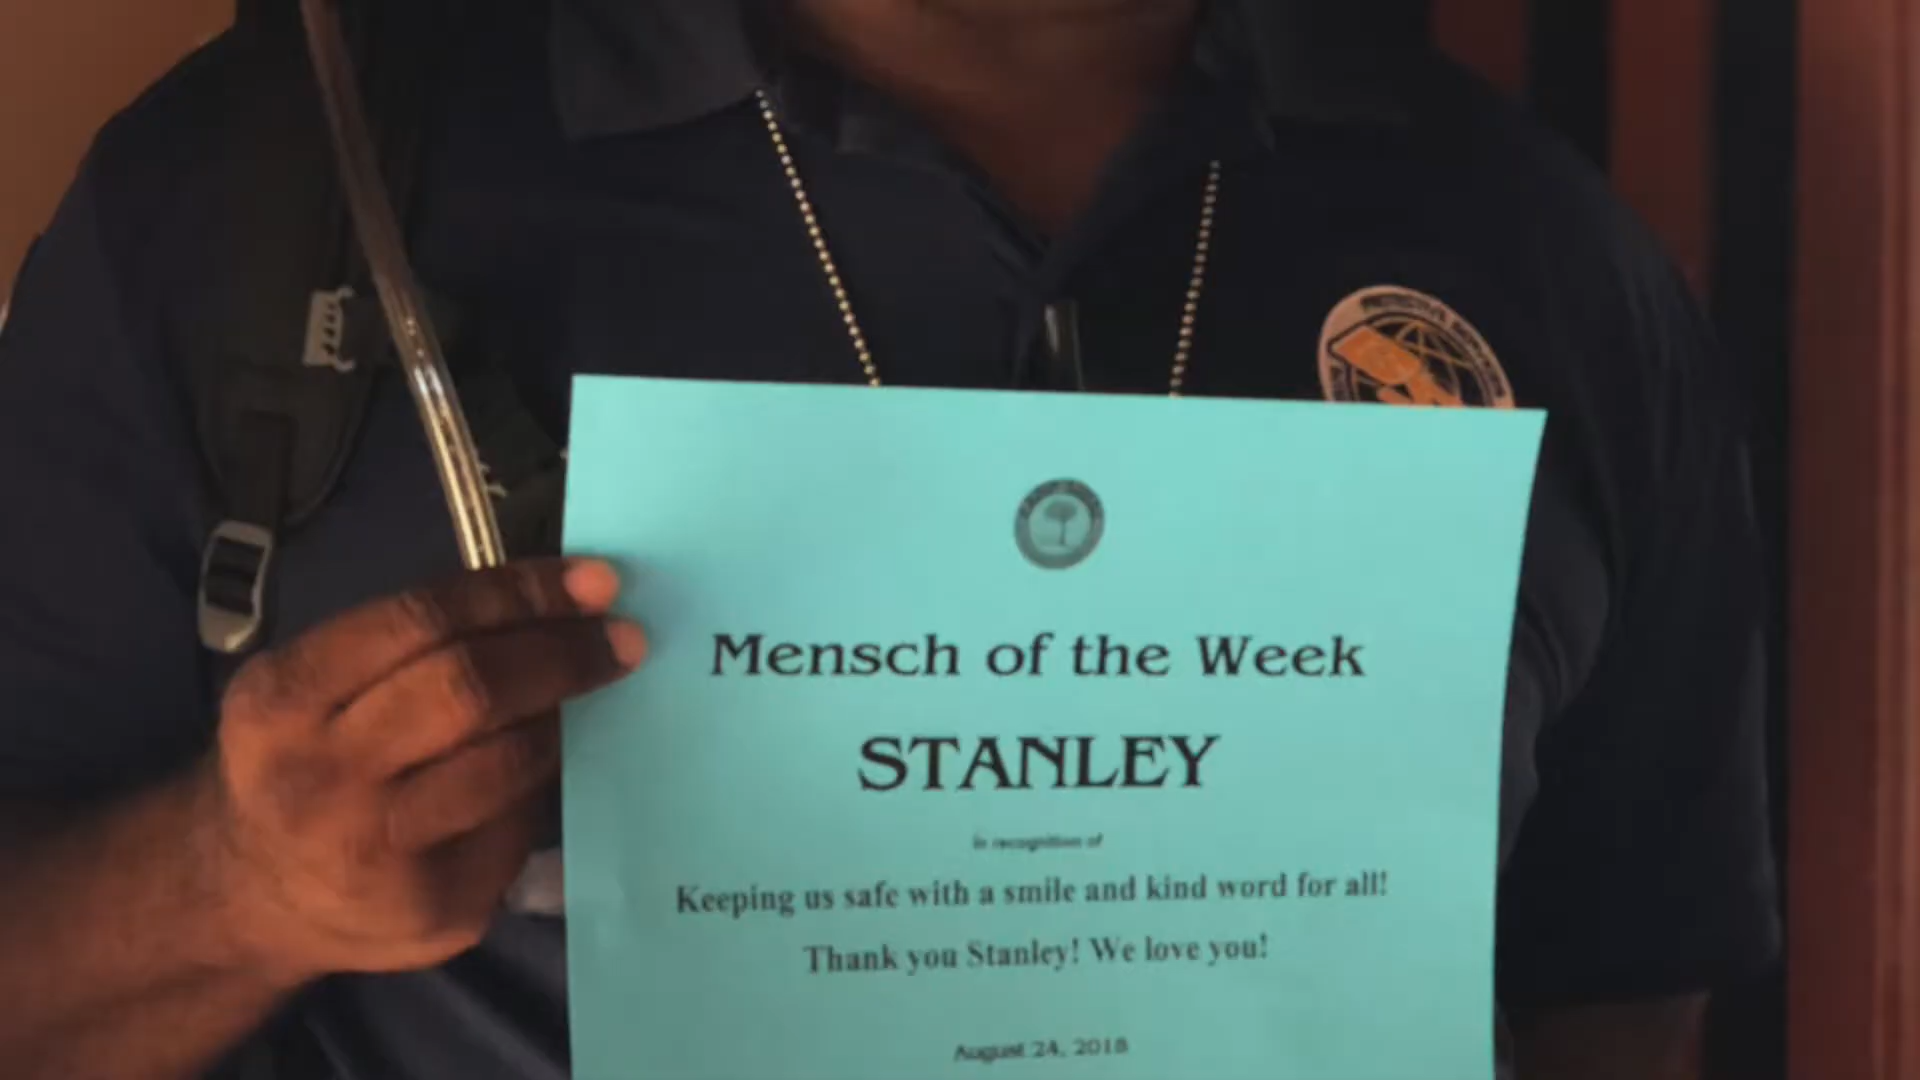 Mensch of the Week
STANLEY
in recognition of
Keeping us safe with a smile and kind word for all!
Thank you Stanley! We love you!
August 24, 2018